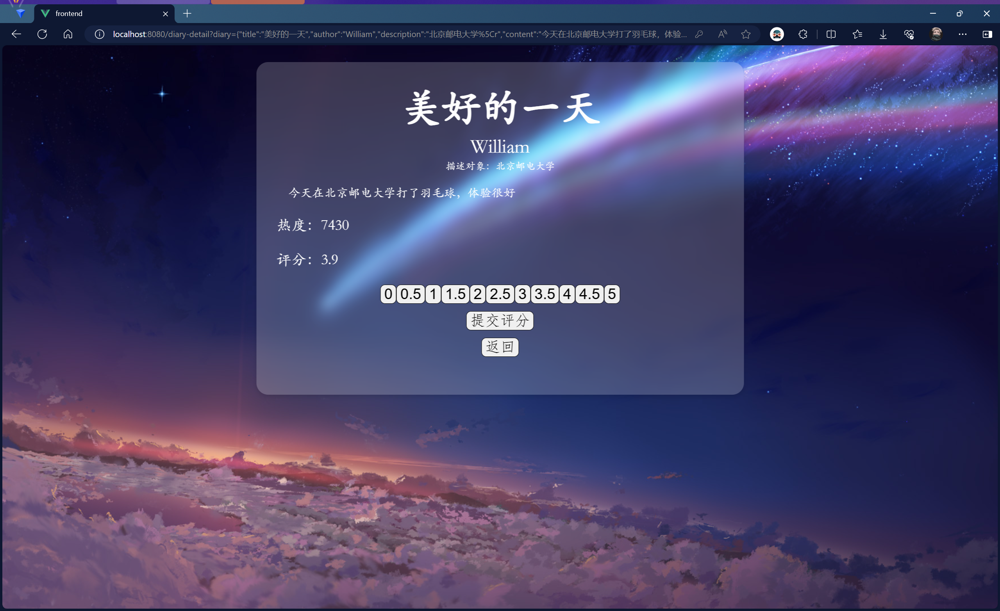 frontend
localhost:8080/diary-detail?diary={"title":"美好的一天","author":"William","description":"北京邮电大学%5Cr","content":"今天在北京邮电大学打了羽毛球，体验...
美好的一天
William
描述对象：北京邮电大学
今天在北京邮电大学打了羽毛球，体验很好
热度：7430
评分：3.9
0 0.5 1 1.5 2 2.5 3 3.5 4 4.5 5
提交评分
返回